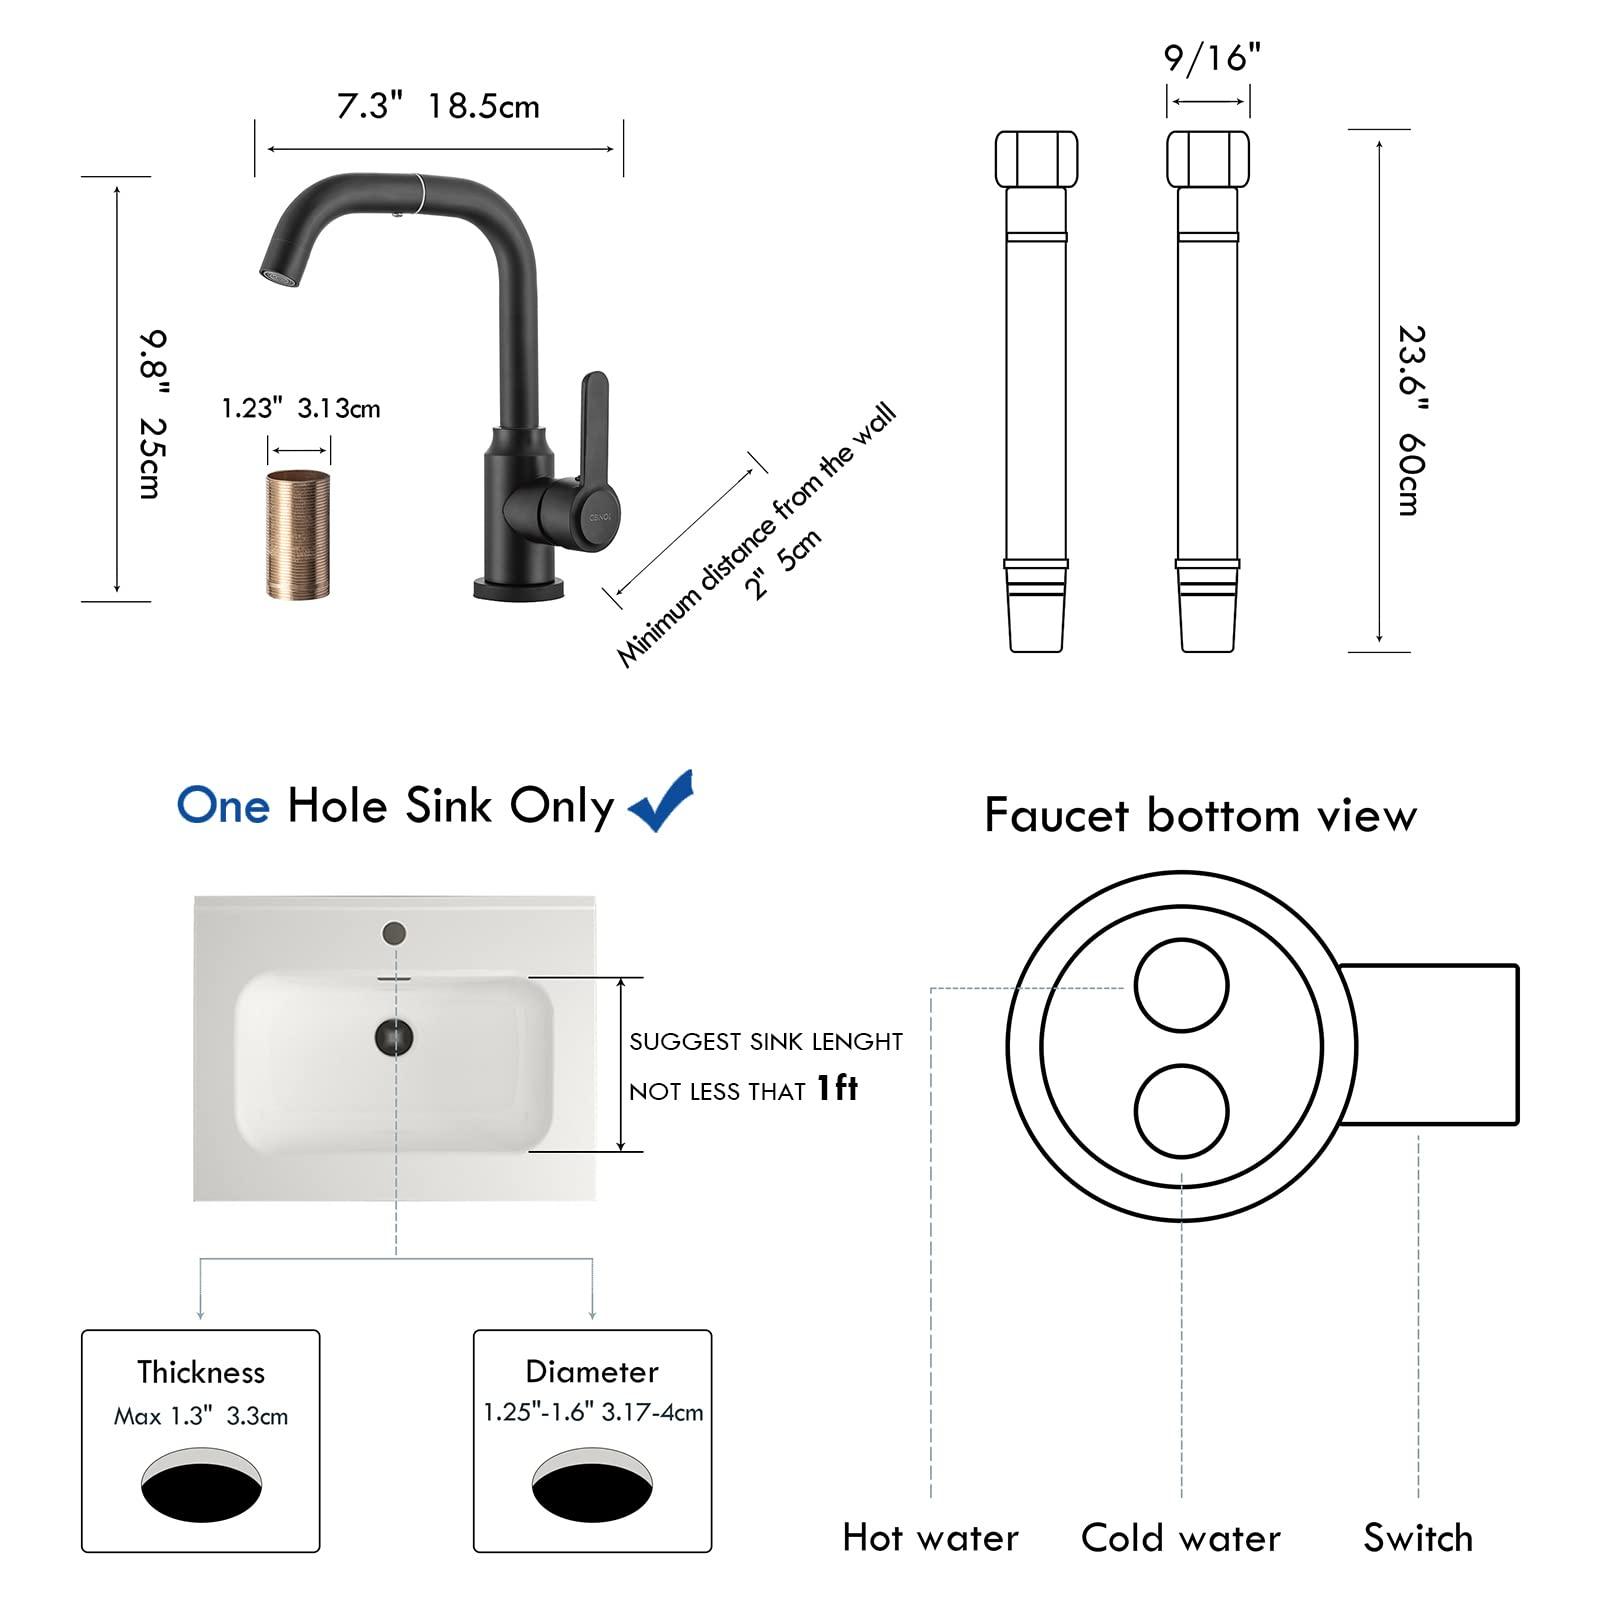 7.3" 18.5cm
9/16"
9.8" 25cm
1.23" 3.13cm
Minimum distance from the wall
2" 5cm
23.6" 60cm
One Hole Sink Only
Faucet bottom view
SUGGEST SINK LENGHT
NOT LESS THAT 1ft
Thickness
Max 1.3" 3.3cm
Diameter
1.25"-1.6" 3.17-4cm
Hot water
Cold water
Switch